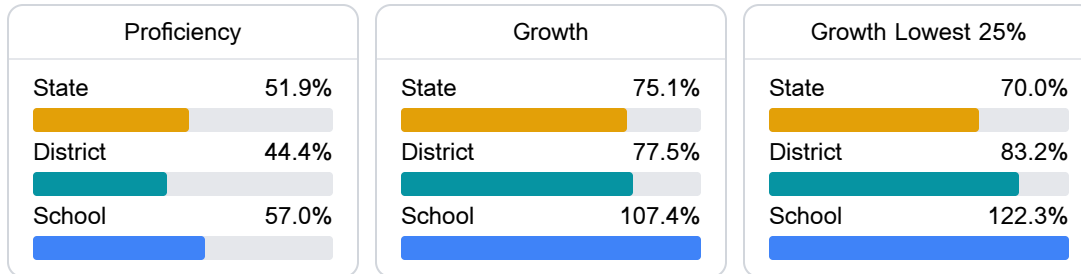 Proficiency
State 51.9%
District 44.4%
School 57.0%
Growth
State 75.1%
District 77.5%
School 107.4%
Growth Lowest 25%
State 70.0%
District 83.2%
School 122.3%